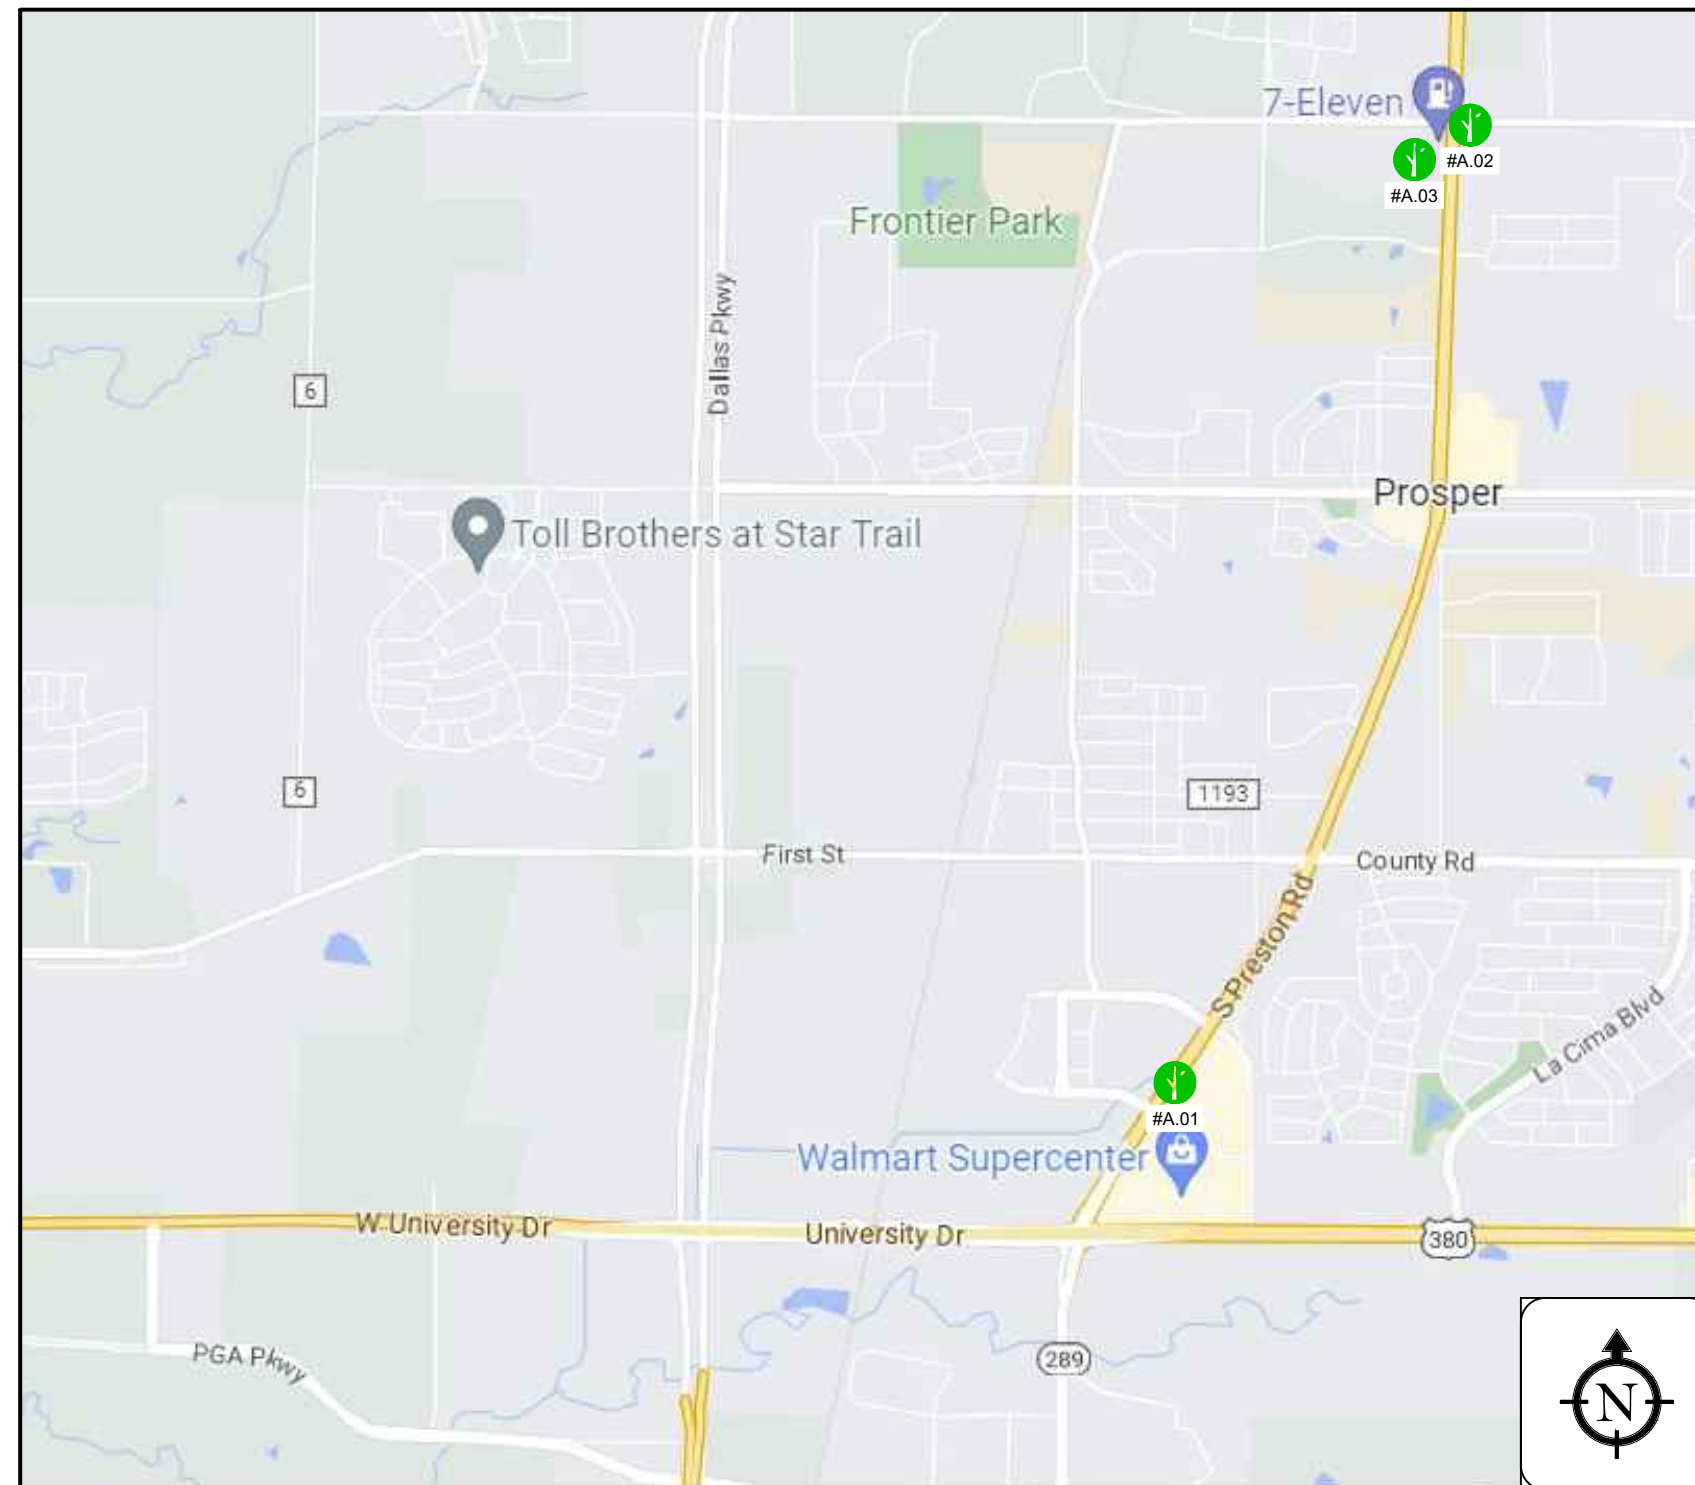 7-Eleven
#A.02
#A.03
Frontier Park
Dallas Pkwy
6
Prosper
Toll Brothers at Star Trail
6
1193
First St
County Rd
S Preston Rd
La Cima Blvd
#A.01
Walmart Supercenter
W University Dr
University Dr
380
PGA Pkwy
289
N